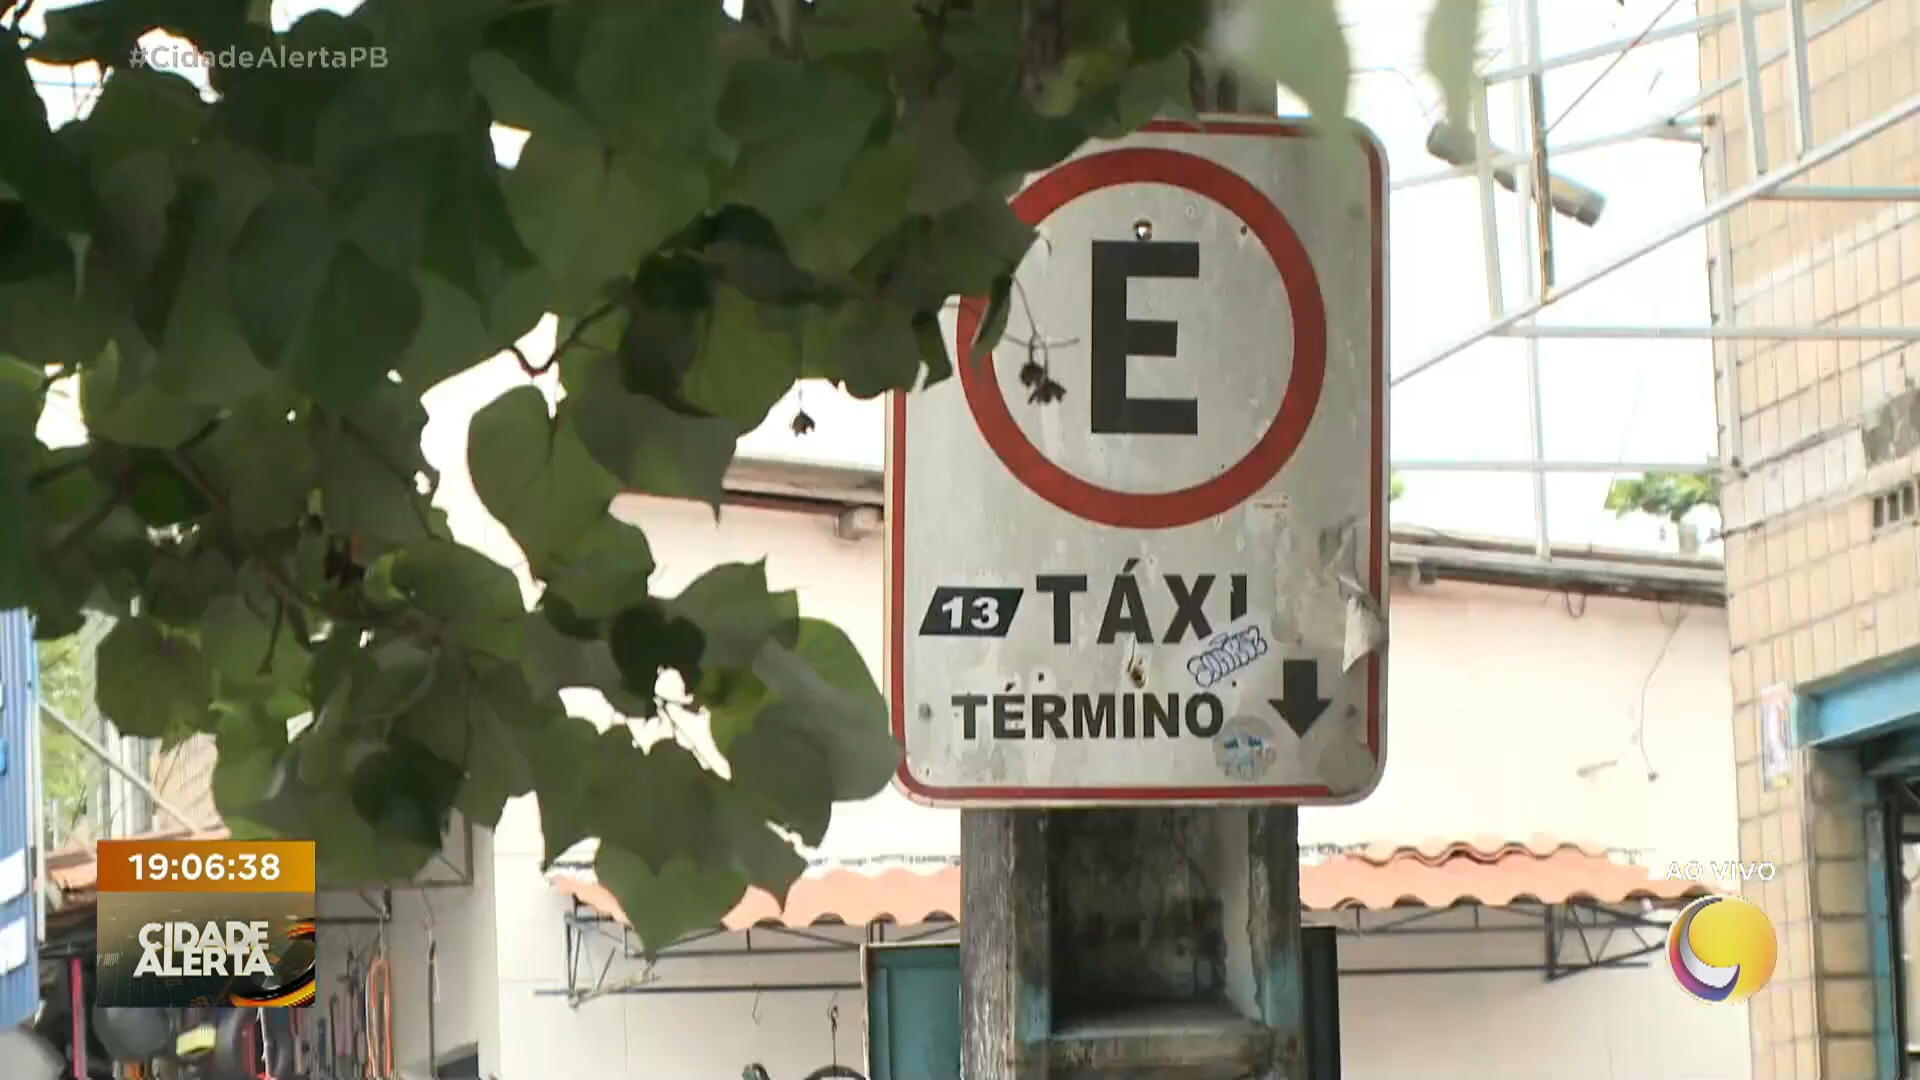 #CidadeAlertaPB
E
13 TÁXI
TÉRMINO
19:06:38
CIDADE
ALERTA
AO VIVO